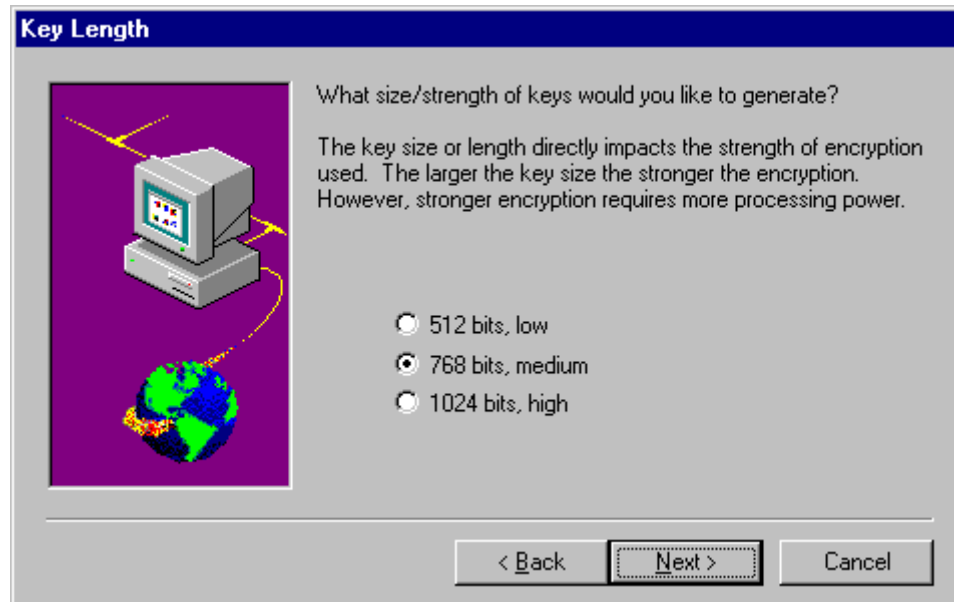 Key Length
What size/strength of keys would you like to generate?
The key size or length directly impacts the strength of encryption
used. The larger the key size the stronger the encryption.
However, stronger encryption requires more processing power.
512 bits, low
768 bits, medium
1024 bits, high
< Back
Next >
Cancel